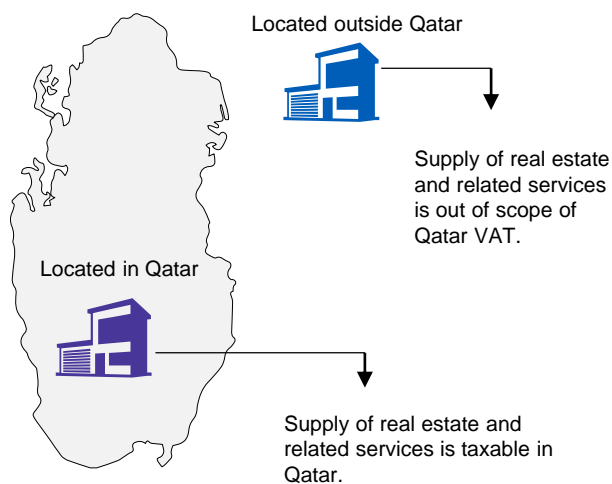 Located outside Qatar
Supply of real estate
and related services
is out of scope of
Qatar VAT.
Located in Qatar
Supply of real estate and
related services is taxable in
Qatar.